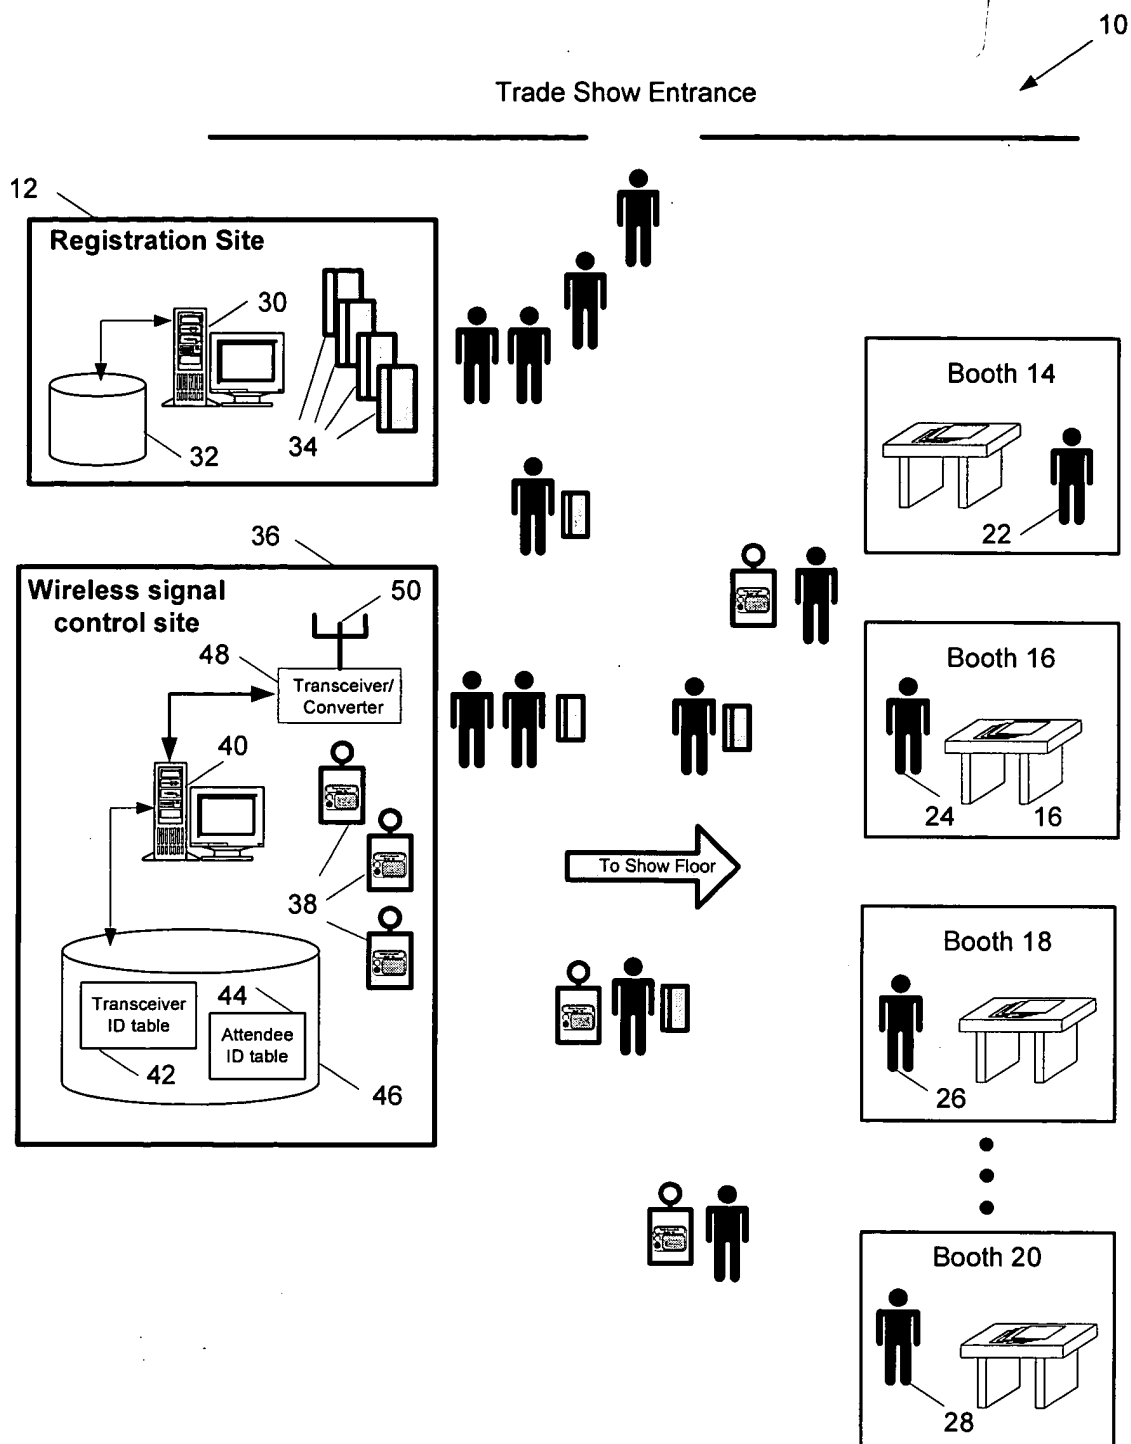 10
Trade Show Entrance
12
Registration Site
30
32
34
Booth 14
22
36
Wireless signal
control site
50
48
Transceiver/
Converter
40
38
Booth 16
24
16
To Show Floor
Booth 18
26
Transceiver
ID table
44
Attendee
ID table
42
46
Booth 20
28